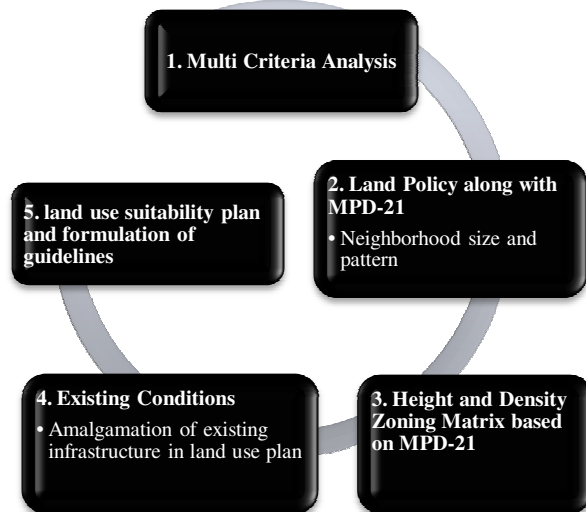 1. Multi Criteria Analysis
2. Land Policy along with
MPD-21
• Neighborhood size and
pattern
3. Height and Density
Zoning Matrix based
on MPD-21
4. Existing Conditions
• Amalgamation of existing
infrastructure in land use plan
5. land use suitability plan
and formulation of
guidelines